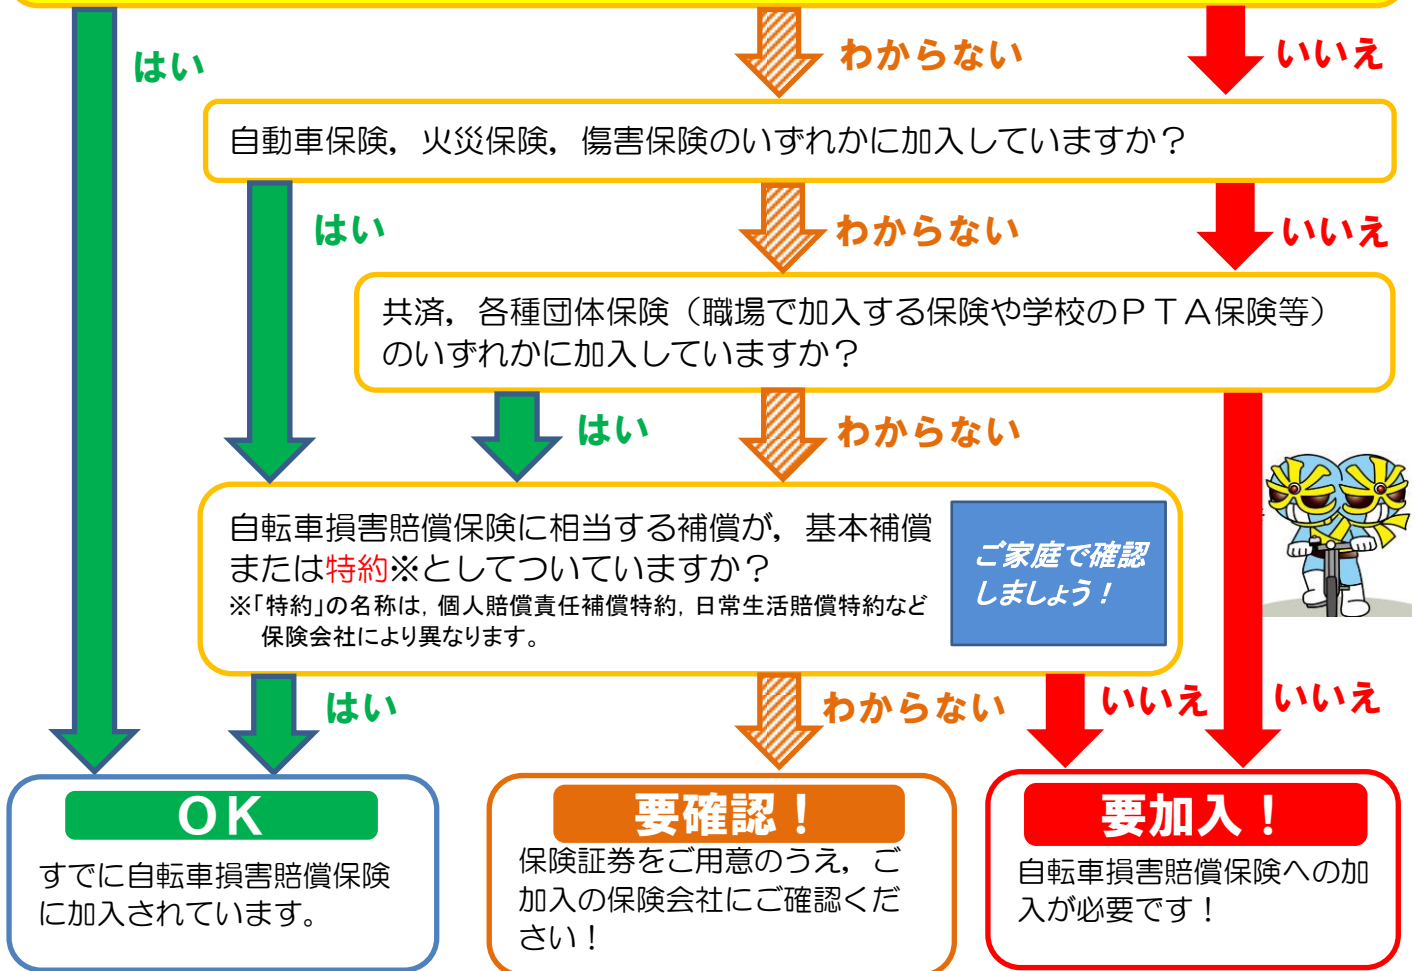 はい
わからない
いいえ
自動車保険，火災保険，傷害保険のいずれかに加入していますか？
はい
わからない
いいえ
共済，各種団体保険（職場で加入する保険や学校のＰＴＡ保険等）
のいずれかに加入していますか？
はい
わからない
自転車損害賠償保険に相当する補償が，基本補償
または特約※としてついていますか？
※「特約」の名称は，個人賠償責任補償特約，日常生活賠償特約など
保険会社により異なります。
ご家庭で確認
しましょう！
はい
わからない
いいえ
いいえ
ＯＫ
すでに自転車損害賠償保険
に加入されています。
要確認！
保険証券をご用意のうえ，ご
加入の保険会社にご確認くだ
さい！
要加入！
自転車損害賠償保険への加
入が必要です！